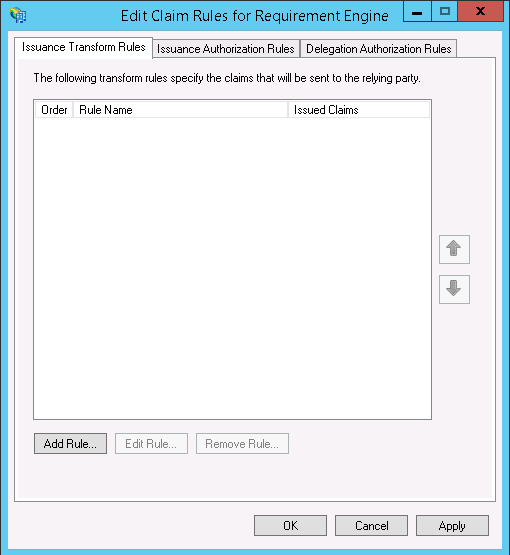 Edit Claim Rules for Requirement Engine
Issuance Transform Rules Issuance Authorization Rules Delegation Authorization Rules
The following transform rules specify the claims that will be sent to the relying party.
Order Rule Name Issued Claims
Add Rule... Edit Rule... Remove Rule...
OK Cancel Apply